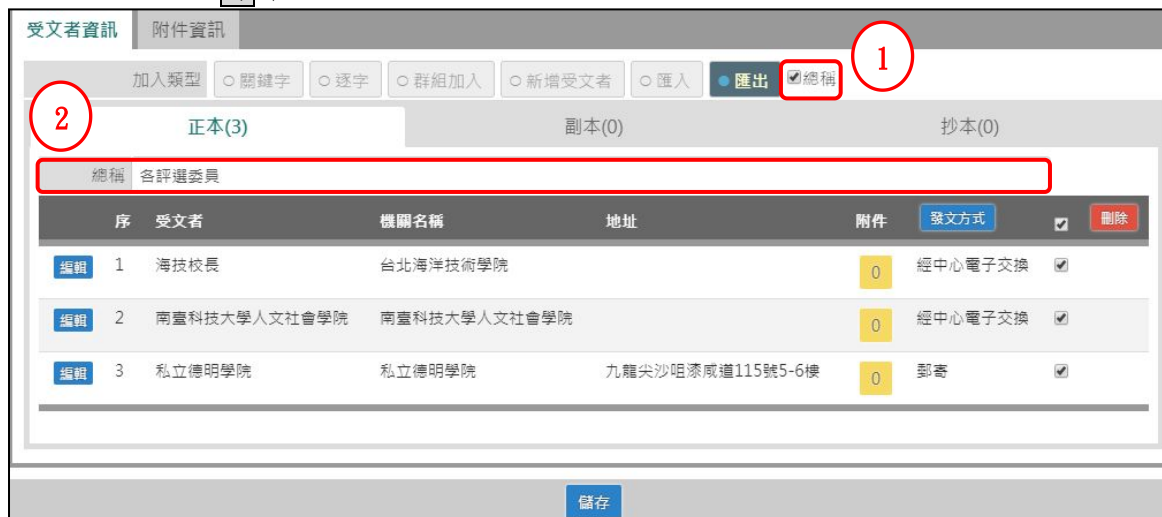 受文者資訊 附件資訊
1
加入類型 關鍵字 逐字 群組加入 新增受文者 匯入 匯出 總稱
2
正本(3) 副本(0) 抄本(0)
總稱 各評選委員
序 受文者 機關名稱 地址 附件 發文方式 刪除
編輯 1 海技校長 台北海洋技術學院 0 經中心電子交換
編輯 2 南臺科技大學人文社會學院 南臺科技大學人文社會學院 0 經中心電子交換
編輯 3 私立德明學院 私立德明學院 九龍尖沙咀漆咸道115號5-6樓 0 郵寄
儲存